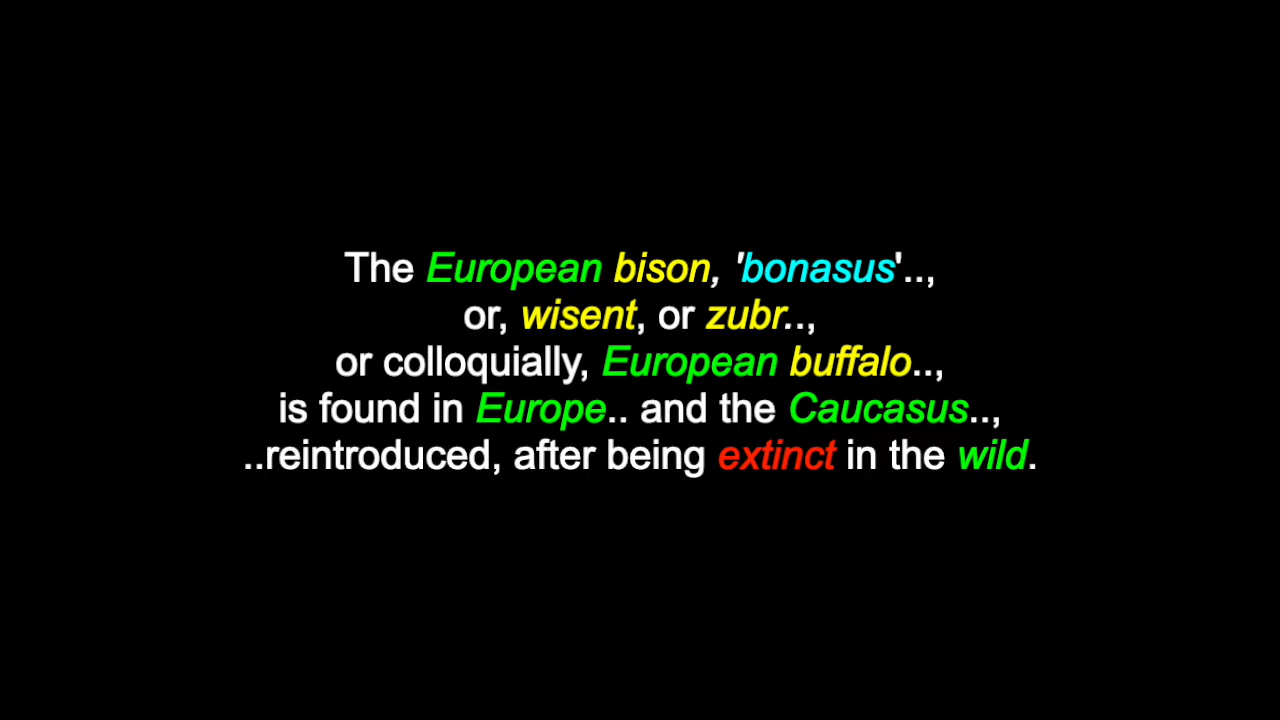 The European bison, 'bonasus'..,
or, wisent, or zubr..,
or colloquially, European buffalo..,
is found in Europe.. and the Caucasus..,
..reintroduced, after being extinct in the wild.